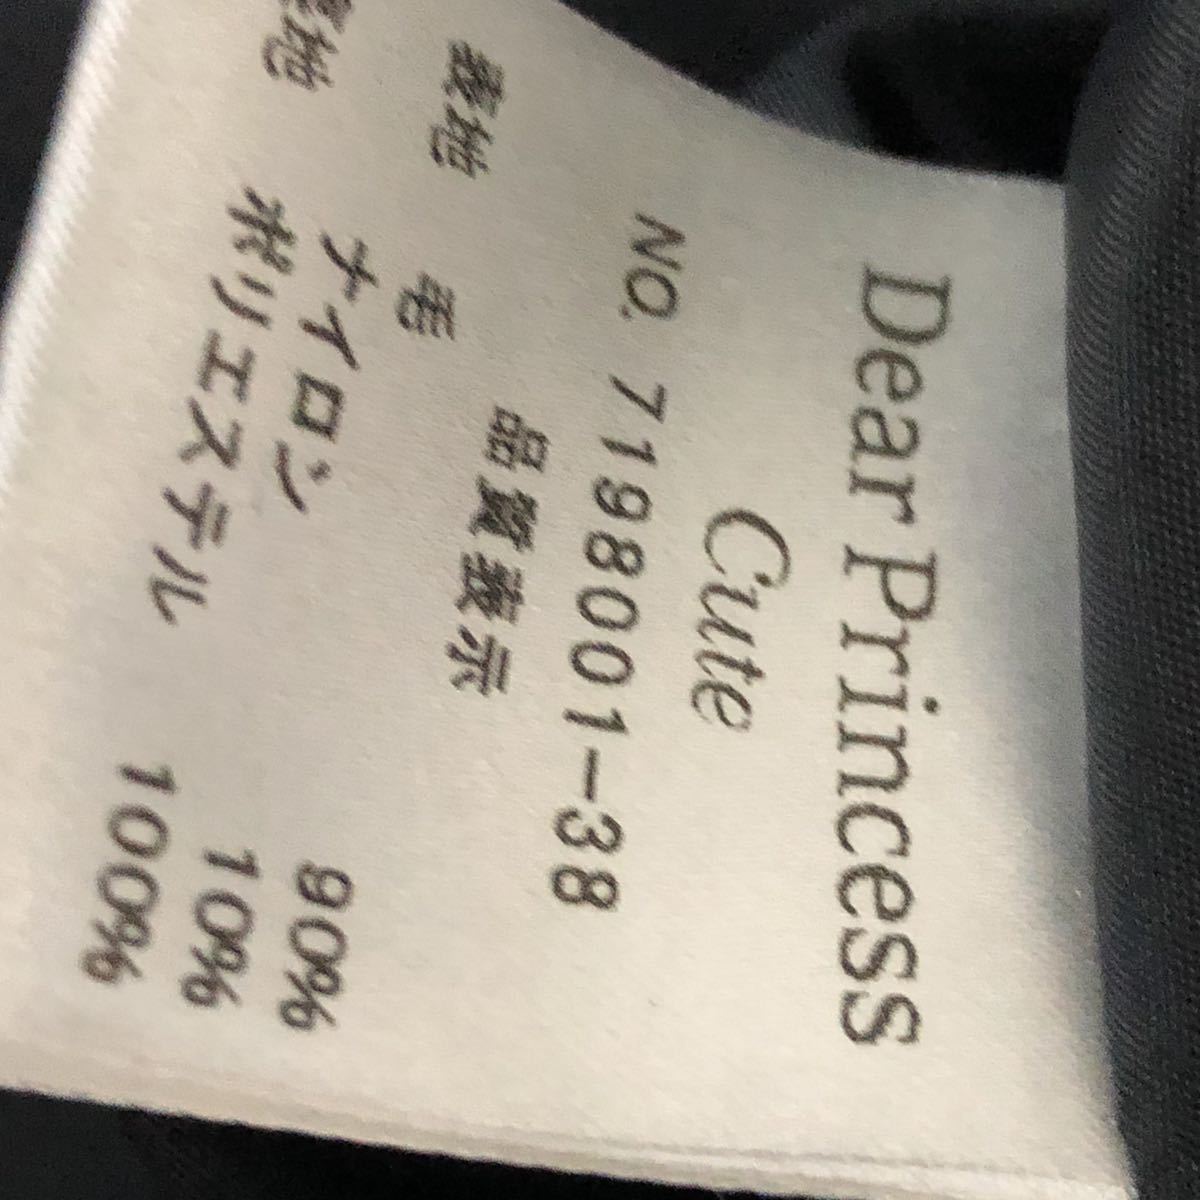 Dear Princess
Cute
NO. 7198001-38
品質表示
表地 毛 90%
ナイロン 10%
裏地 ポリエステル 100%